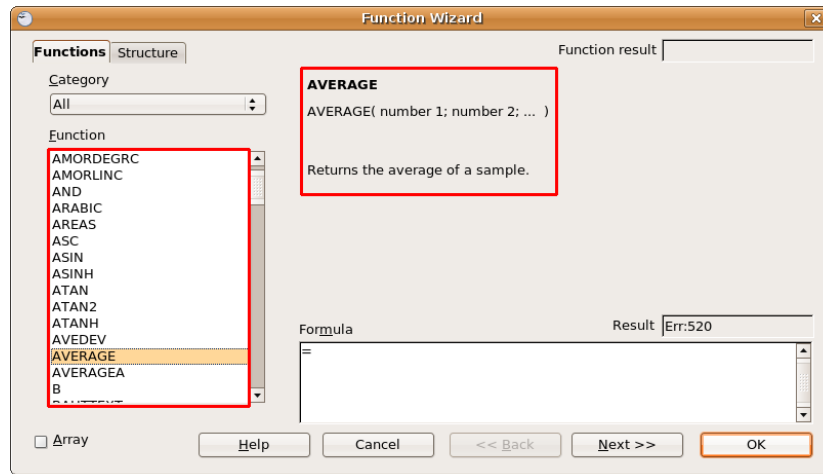 Function Wizard
Functions Structure
Function result
Category
All
Function
AMORDEGRC
AMORLINC
AND
ARABIC
AREAS
ASC
ASIN
ASINH
ATAN
ATAN2
ATANH
AVEDEV
AVERAGE
AVERAGEA
B
AVERAGE
AVERAGE( number 1; number 2; ... )
Returns the average of a sample.
Formula
Result Err:520
=
Array
Help Cancel << Back Next >> OK